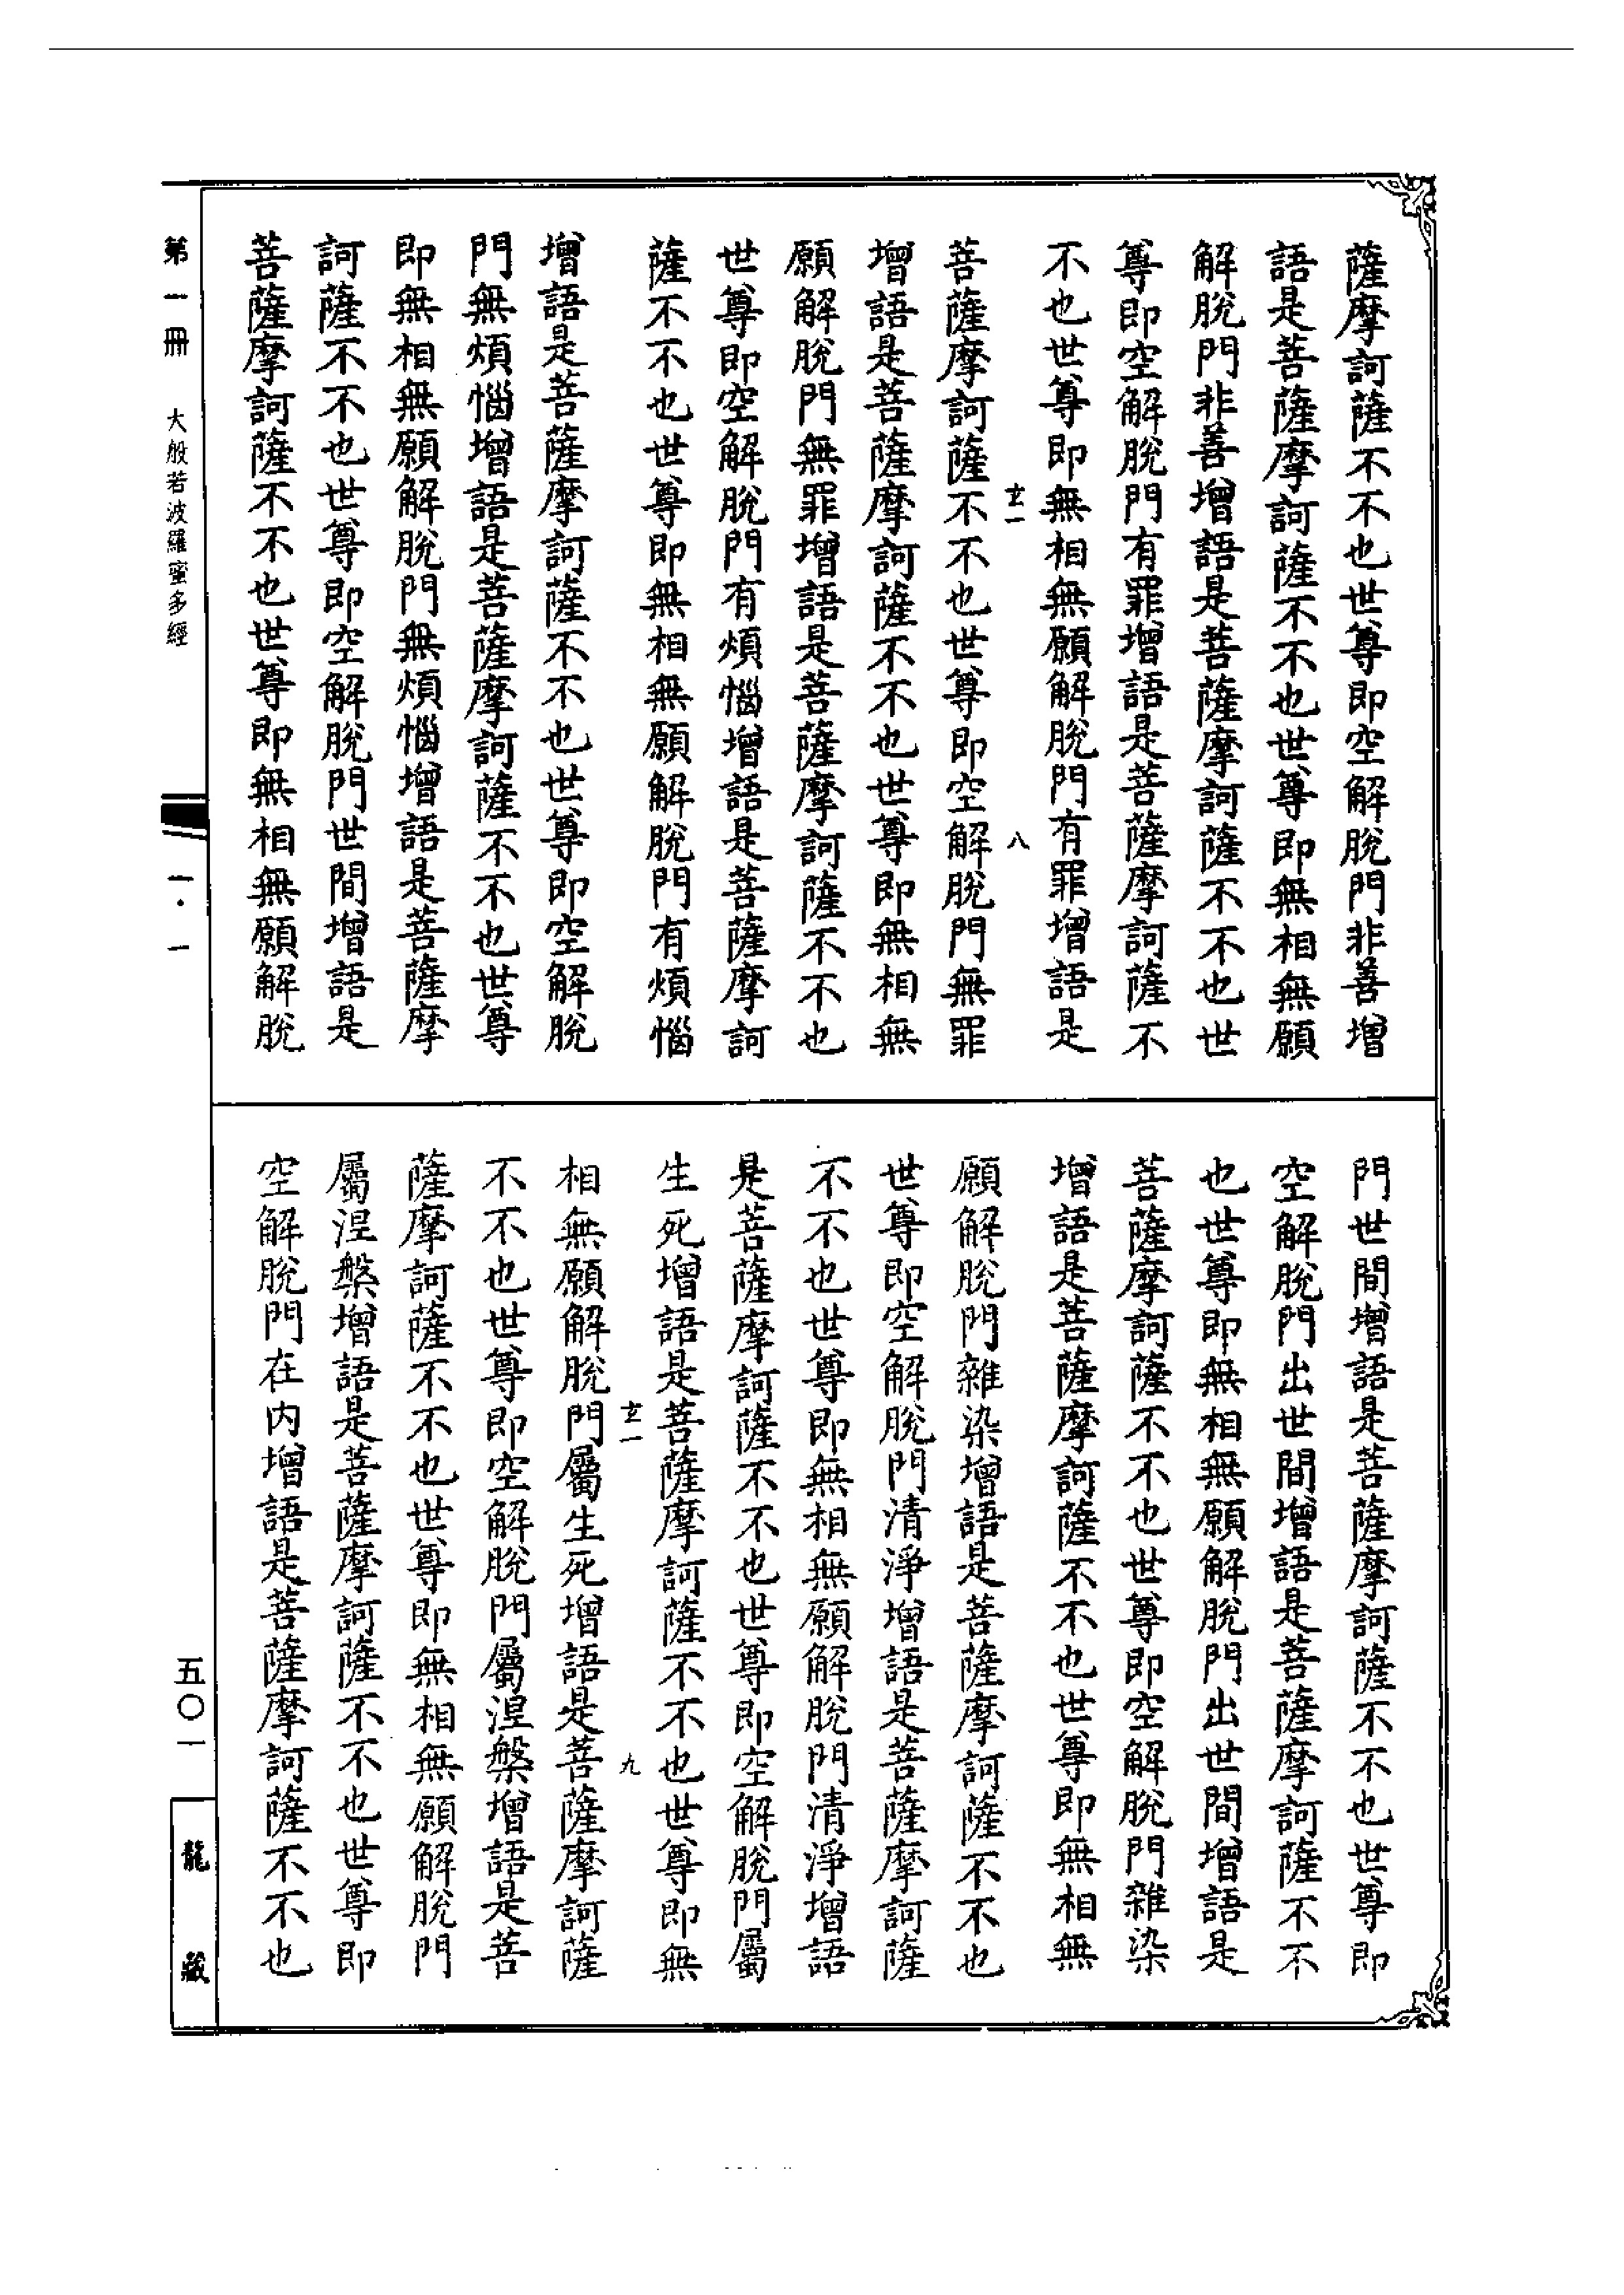 薩摩訶薩不不也世尊即空解脫門非善增
語是菩薩摩訶薩不不也世尊即無相無願
解脫門非善增語是菩薩摩訶薩不不也世
尊即空解脫門有罪增語是菩薩摩訶薩不
不也世尊即無相無願解脫門有罪增語是
玄一 八
菩薩摩訶薩不不也世尊即空解脫門無罪
增語是菩薩摩訶薩不不也世尊即無相無
願解脫門無罪增語是菩薩摩訶薩不不也
世尊即空解脫門有煩惱增語是菩薩摩訶
薩不不也世尊即無相無願解脫門有煩惱
增語是菩薩摩訶薩不不也世尊即空解脫
門無煩惱增語是菩薩摩訶薩不不也世尊
即無相無願解脫門無煩惱增語是菩薩摩
訶薩不不也世尊即空解脫門世間增語是
菩薩摩訶薩不不也世尊即無相無願解脫
門世間增語是菩薩摩訶薩不不也世尊即
空解脫門出世間增語是菩薩摩訶薩不不
也世尊即無相無願解脫門出世間增語是
菩薩摩訶薩不不也世尊即空解脫門雜染
增語是菩薩摩訶薩不不也世尊即無相無
願解脫門雜染增語是菩薩摩訶薩不不也
世尊即空解脫門清淨增語是菩薩摩訶薩
不不也世尊即無相無願解脫門清淨增語
是菩薩摩訶薩不不也世尊即空解脫門屬
生死增語是菩薩摩訶薩不不也世尊即無
玄一 九
相無願解脫門屬生死增語是菩薩摩訶薩
不不也世尊即空解脫門屬涅槃增語是菩
薩摩訶薩不不也世尊即無相無願解脫門
屬涅槃增語是菩薩摩訶薩不不也世尊即
空解脫門在內增語是菩薩摩訶薩不不也
第一冊 大般若波羅蜜多經
一·一
五〇一
龍藏